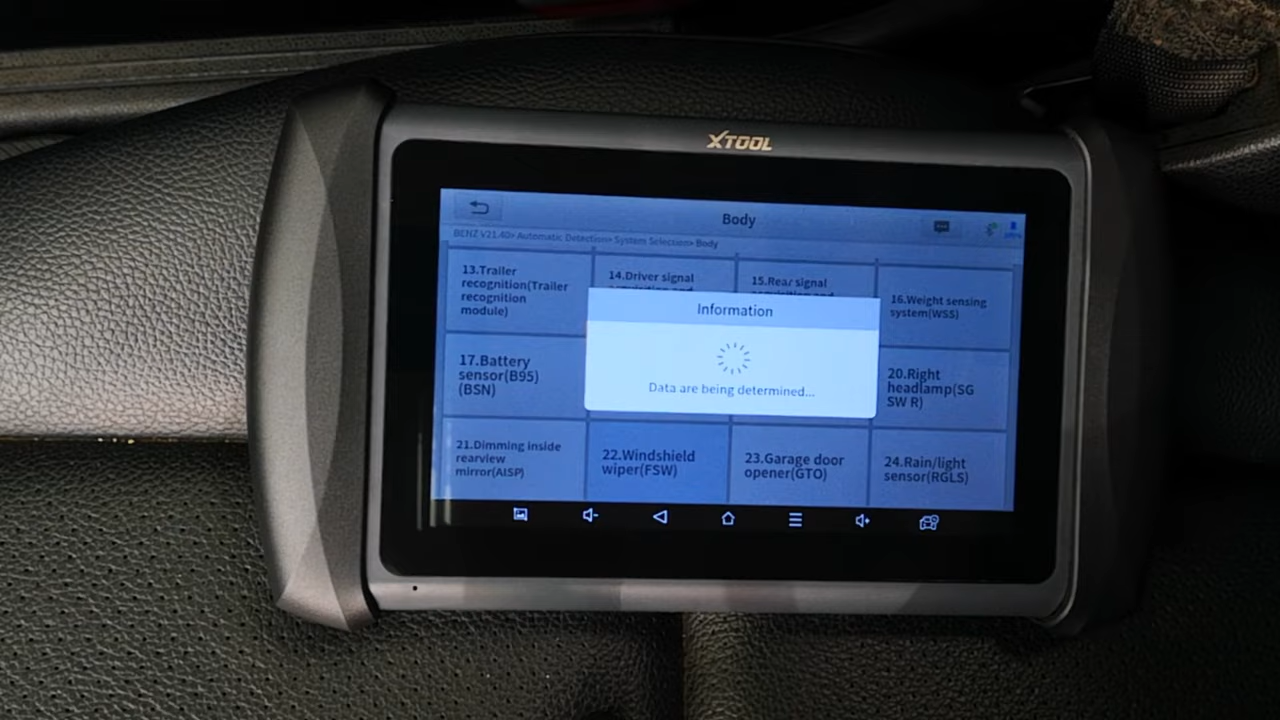 XTOOL
Body
BENZ V21.40> Automatic Detection> System Selection> Body
13.Trailer
recognition(Trailer
recognition
module)
14.Driver signal
15.Rear signal
16.Weight sensing
system(WSS)
Information
Data are being determined...
17.Battery
sensor(B95)
(BSN)
20.Right
headlamp(SG
SW R)
21.Dimming inside
rearview
mirror(AISP)
22.Windshield
wiper(FSW)
23.Garage door
opener(GTO)
24.Rain/light
sensor(RGLS)